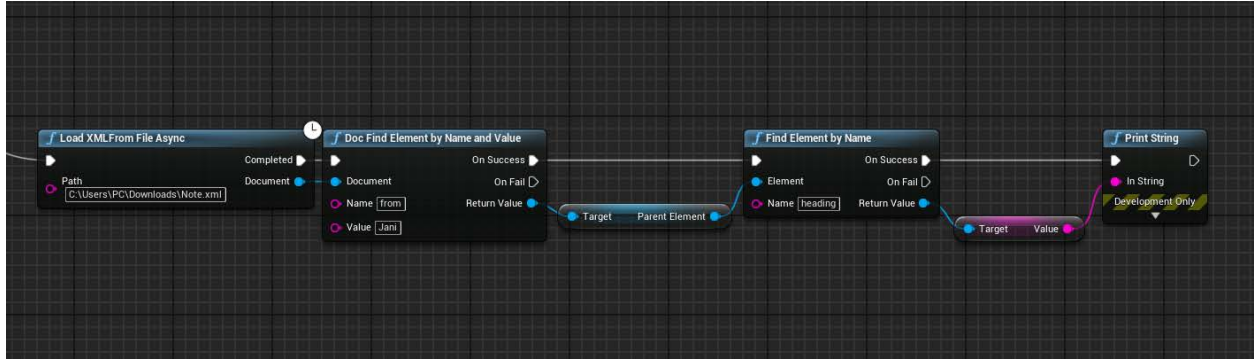 Load XMLFrom File Async
Completed
Path
C:\Users\PC\Downloads\Note.xml
Document
Doc Find Element by Name and Value
On Success
Document
On Fail
Name from
Return Value
Value Jani
Target Parent Element
Find Element by Name
On Success
Element
On Fail
Name heading
Return Value
Target Value
Print String
In String
Development Only